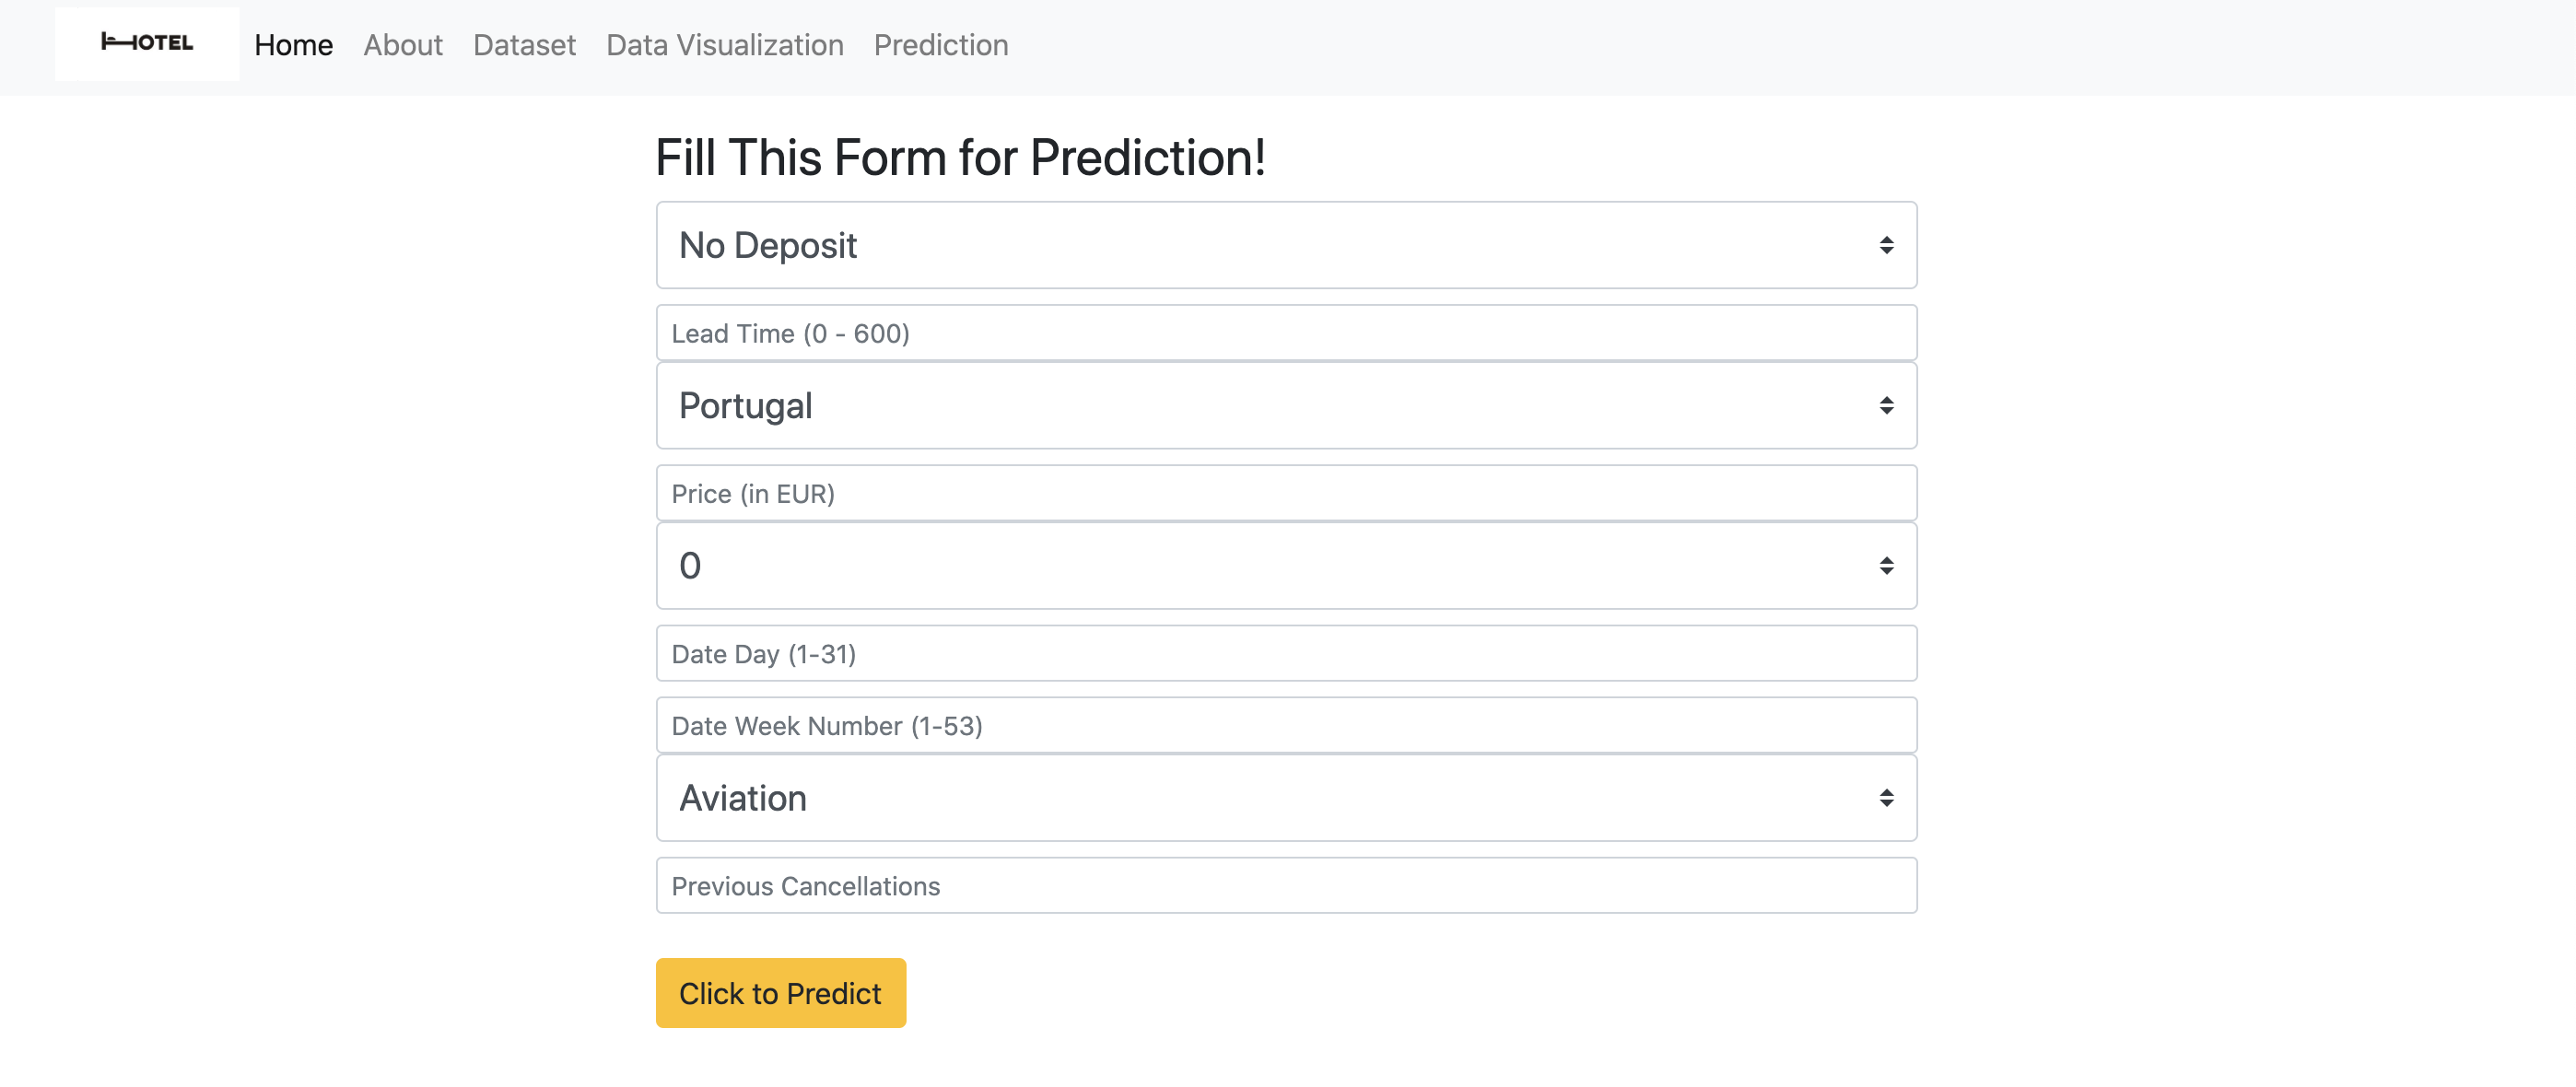 HOTEL Home About Dataset Data Visualization Prediction
Fill This Form for Prediction!
No Deposit
Lead Time (0 - 600)
Portugal
Price (in EUR)
0
Date Day (1-31)
Date Week Number (1-53)
Aviation
Previous Cancellations
Click to Predict